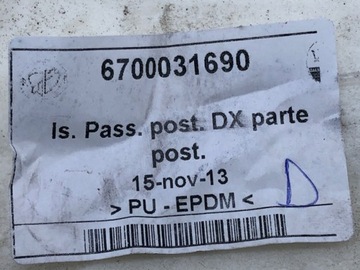 6700031690
Is. Pass. post. DX parte
post.
15-nov-13
> PU - EPDM <
D